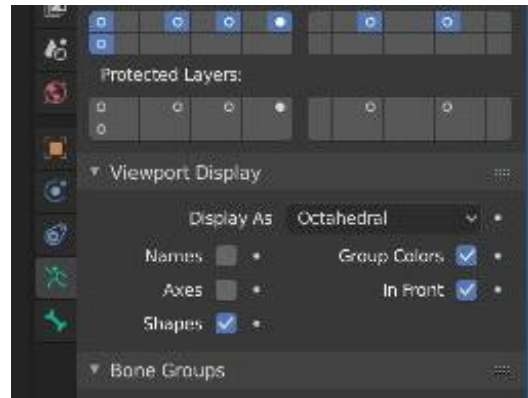 Protected Layers:
Viewport Display
Display As Octahedral
Names Group Colors
Axes In Front
Shapes
Bone Groups